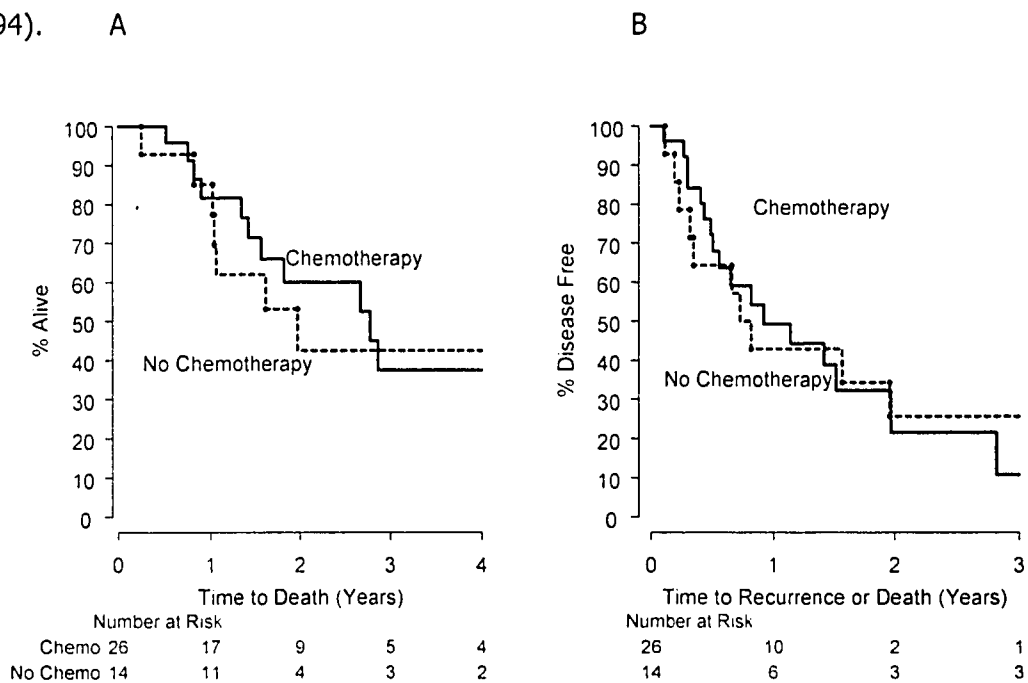 94).
A
B
100
90
80
70
60
50
40
30
20
10
0
% Alive
Chemotherapy
No Chemotherapy
0 1 2 3 4
Time to Death (Years)
Number at Risk
Chemo 26 17 9 5 4
No Chemo 14 11 4 3 2
100
90
80
70
60
50
40
30
20
10
0
% Disease Free
Chemotherapy
No Chemotherapy
0 1 2 3
Time to Recurrence or Death (Years)
Number at Risk
26 10 2 1
14 6 3 3